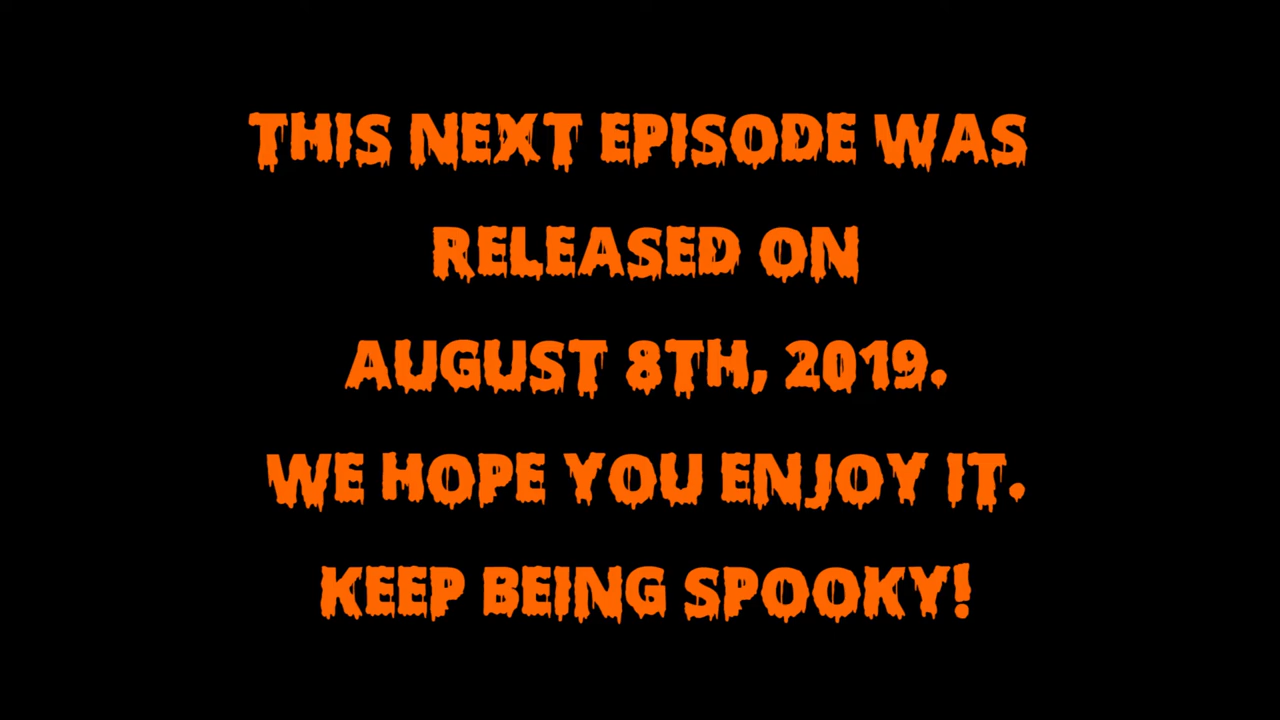 THIS NEXT EPISODE WAS
RELEASED ON
AUGUST 8TH, 2019.
WE HOPE YOU ENJOY IT.
KEEP BEING SPOOKY!